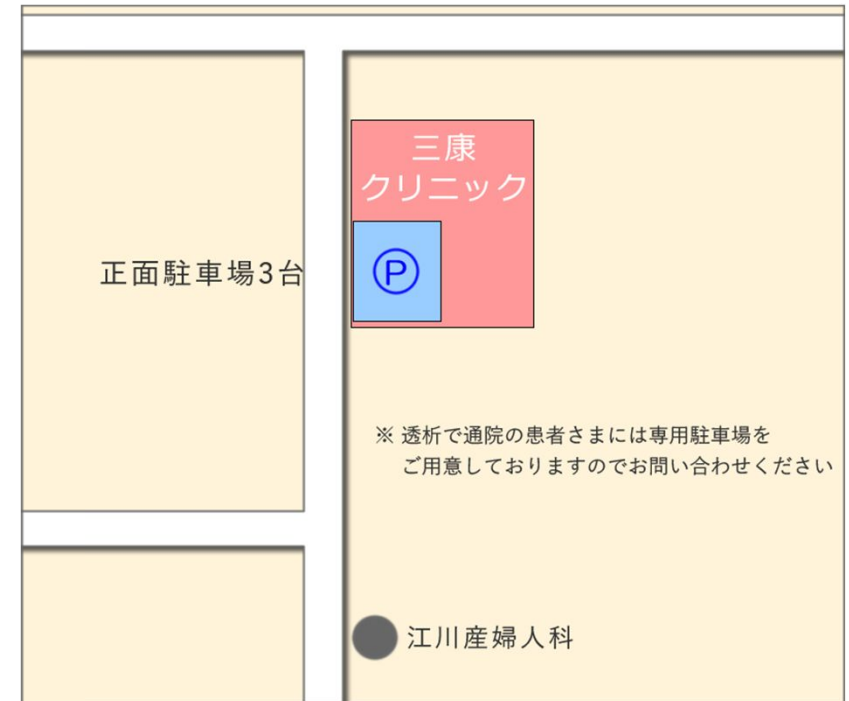 三康
クリニック
正面駐車場3台
Ⓟ
※ 透析で通院の患者さまには専用駐車場を
ご用意しておりますのでお問い合わせください
江川産婦人科